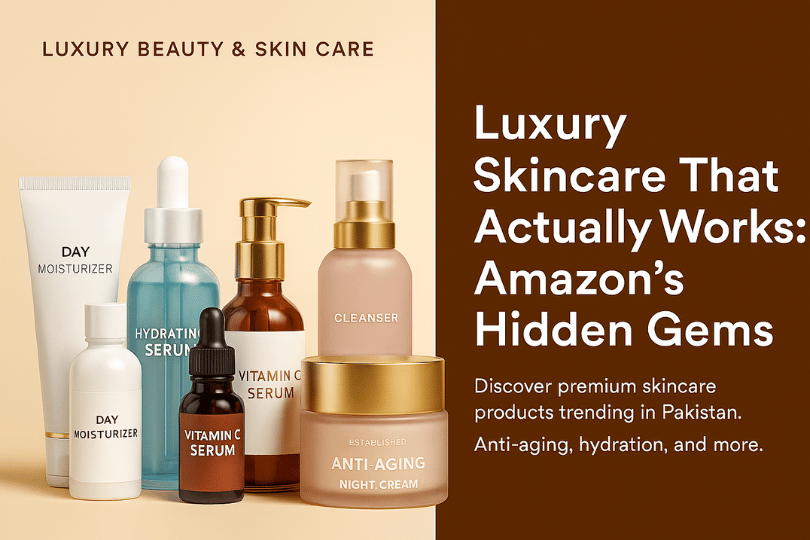 LUXURY BEAUTY & SKIN CARE
DAY
MOISTURIZER
HYDRATING
SERUM
DAY
MOISTURIZER
VITAMIN C
SERUM
VITAMIN C
SERUM
CLEANSER
ESTABLISHED
ANTI-AGING
NIGHT.CREAM
Luxury
Skincare That
Actually Works:
Amazon's
Hidden Gems
Discover premium skincare
products trending in Pakistan.
Anti-aging, hydration, and more.